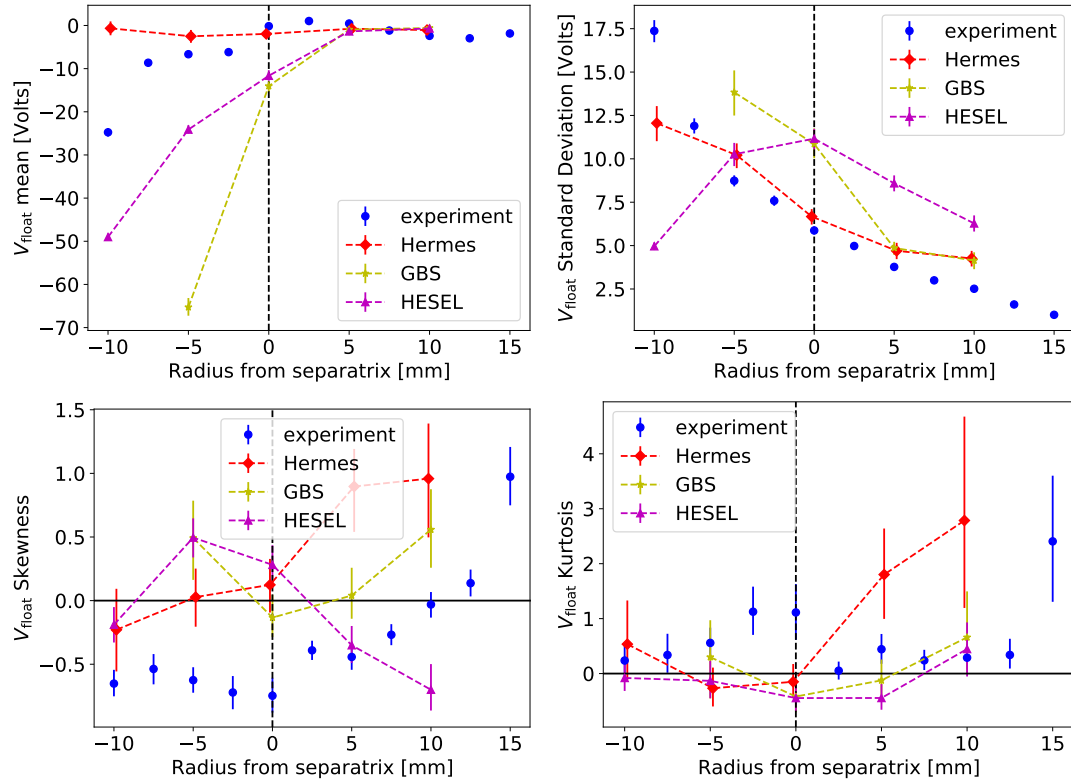 0
−10
−20
−30
−40
−50
−60
−70
V_float mean [Volts]
experiment
Hermes
GBS
HESEL
−10 −5 0 5 10 15
Radius from separatrix [mm]
17.5
15.0
12.5
10.0
7.5
5.0
2.5
V_float Standard Deviation [Volts]
experiment
Hermes
GBS
HESEL
−10 −5 0 5 10 15
Radius from separatrix [mm]
1.5
1.0
0.5
0.0
−0.5
V_float Skewness
experiment
Hermes
GBS
HESEL
−10 −5 0 5 10 15
Radius from separatrix [mm]
4
3
2
1
0
V_float Kurtosis
experiment
Hermes
GBS
HESEL
−10 −5 0 5 10 15
Radius from separatrix [mm]